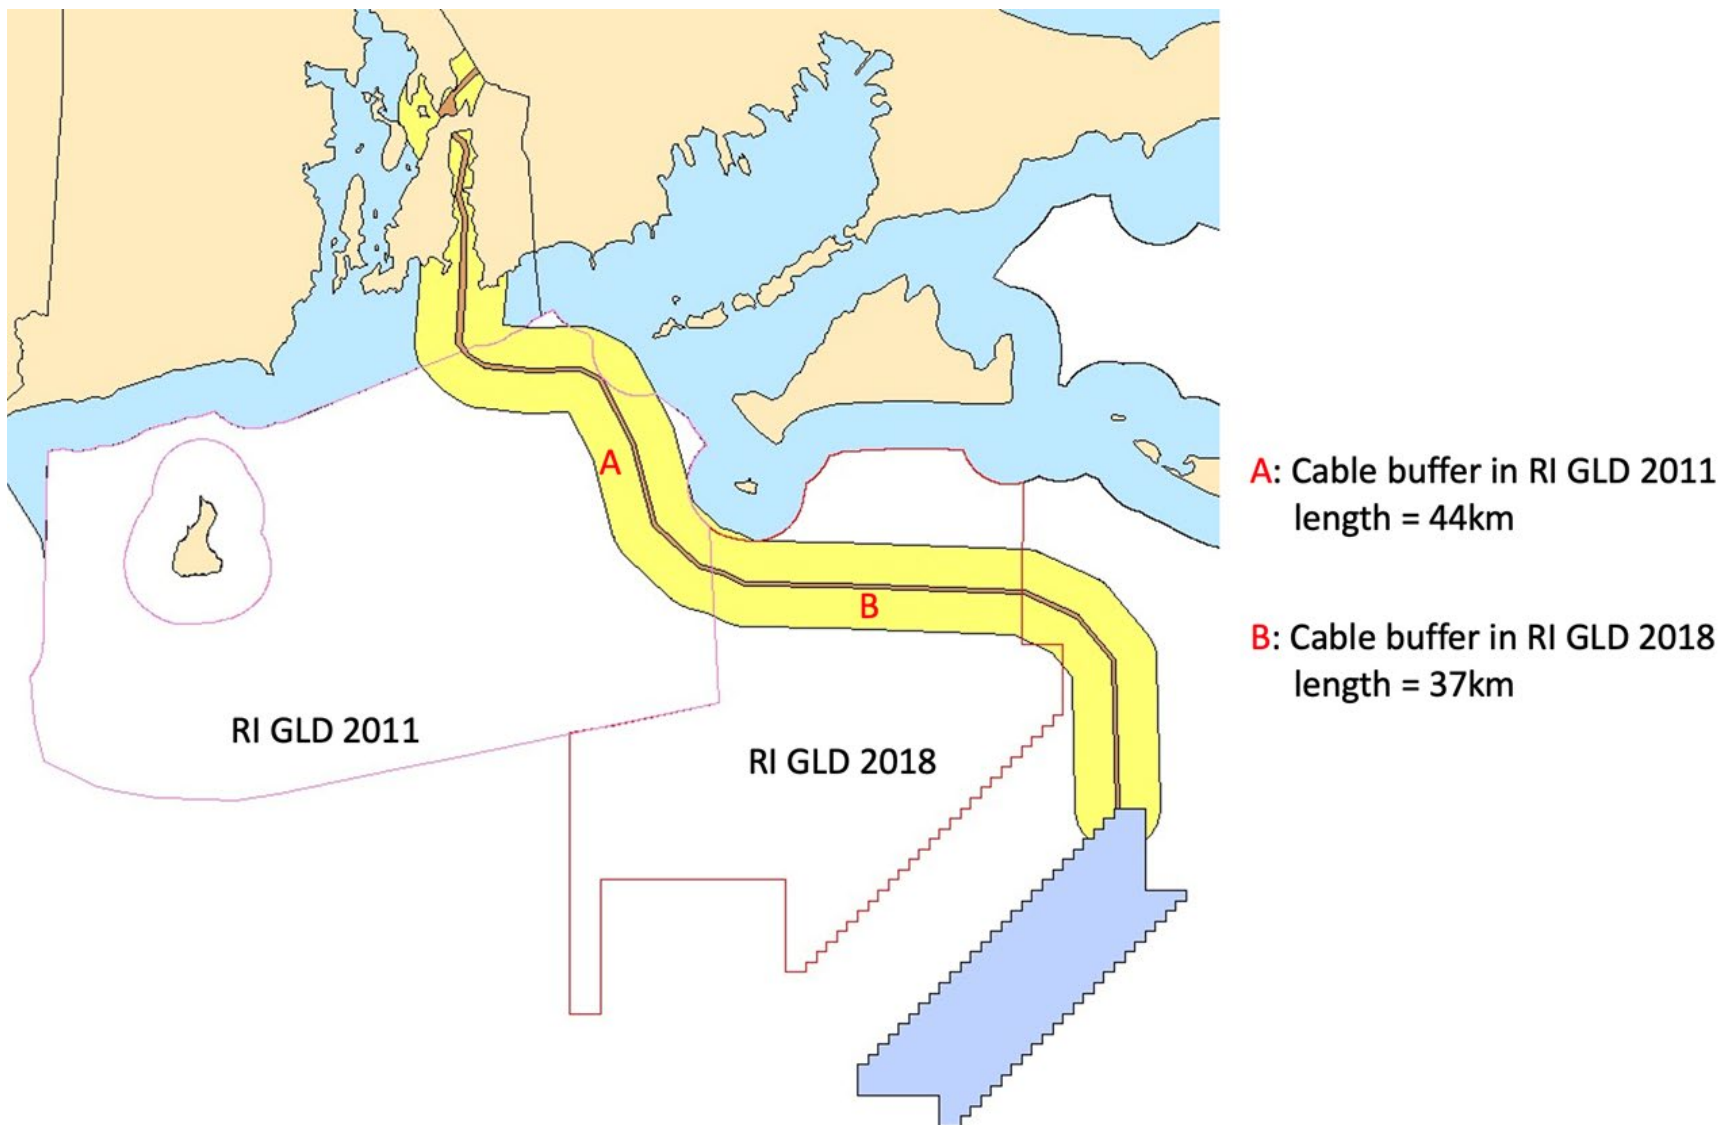 A
A: Cable buffer in RI GLD 2011
length = 44km
B
B: Cable buffer in RI GLD 2018
length = 37km
RI GLD 2011
RI GLD 2018